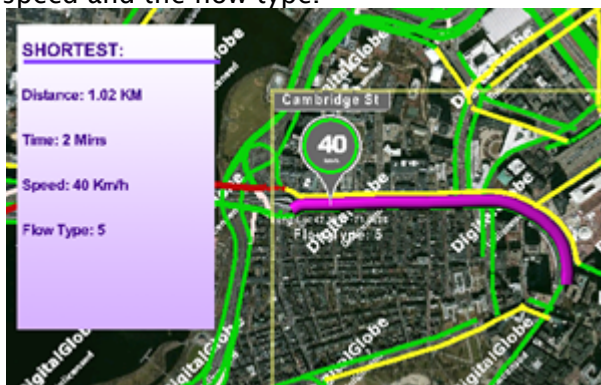 speed and the flow type.
SHORTEST:
Distance: 1.02 KM
Time: 2 Mins
Speed: 40 Km/h
Flow Type: 5
Cambridge St
40
Flow Type: 5
DigitalGlobe
DigitalGlobe
DigitalGlobe
DigitalGlobe
DigitalGlobe
DigitalGlobe
DigitalGlobe